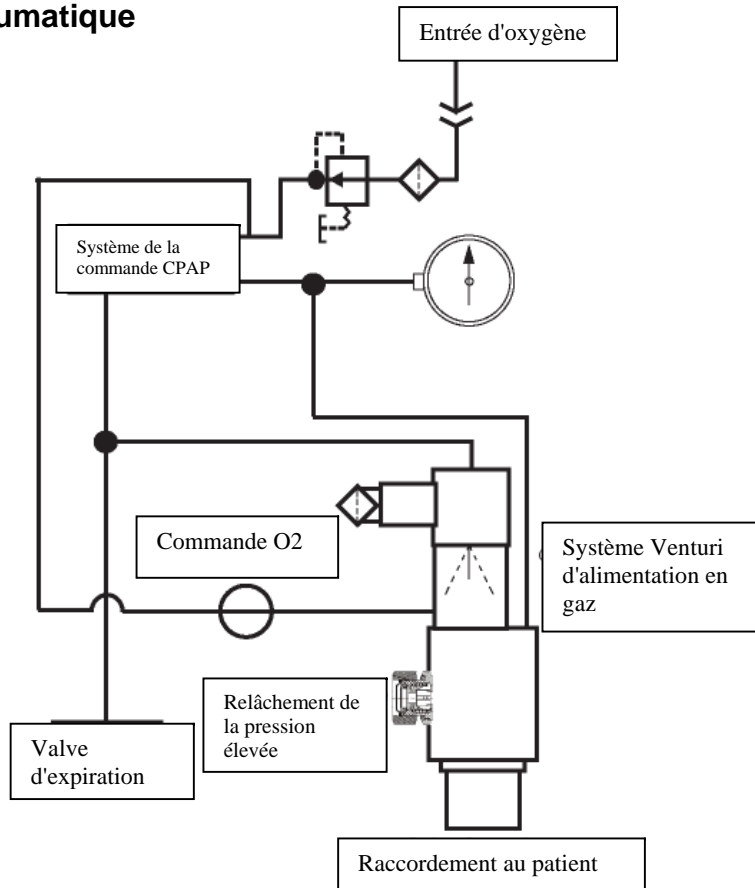 umatique
Entrée d'oxygène
Système de la
commande CPAP
Commande O2
Système Venturi
d'alimentation en
gaz
Relâchement de
la pression
élevée
Valve
d'expiration
Raccordement au patient